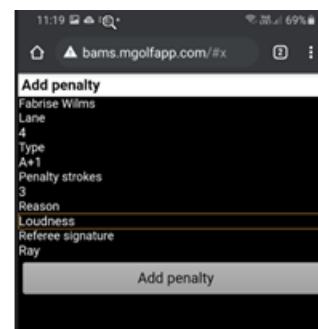 11:19
69%
bams.mgolfapp.com/#x
2
Add penalty
Fabrise Wilms
Lane
4
Type
A+1
Penalty strokes
3
Reason
Loudness
Referee signature
Ray
Add penalty